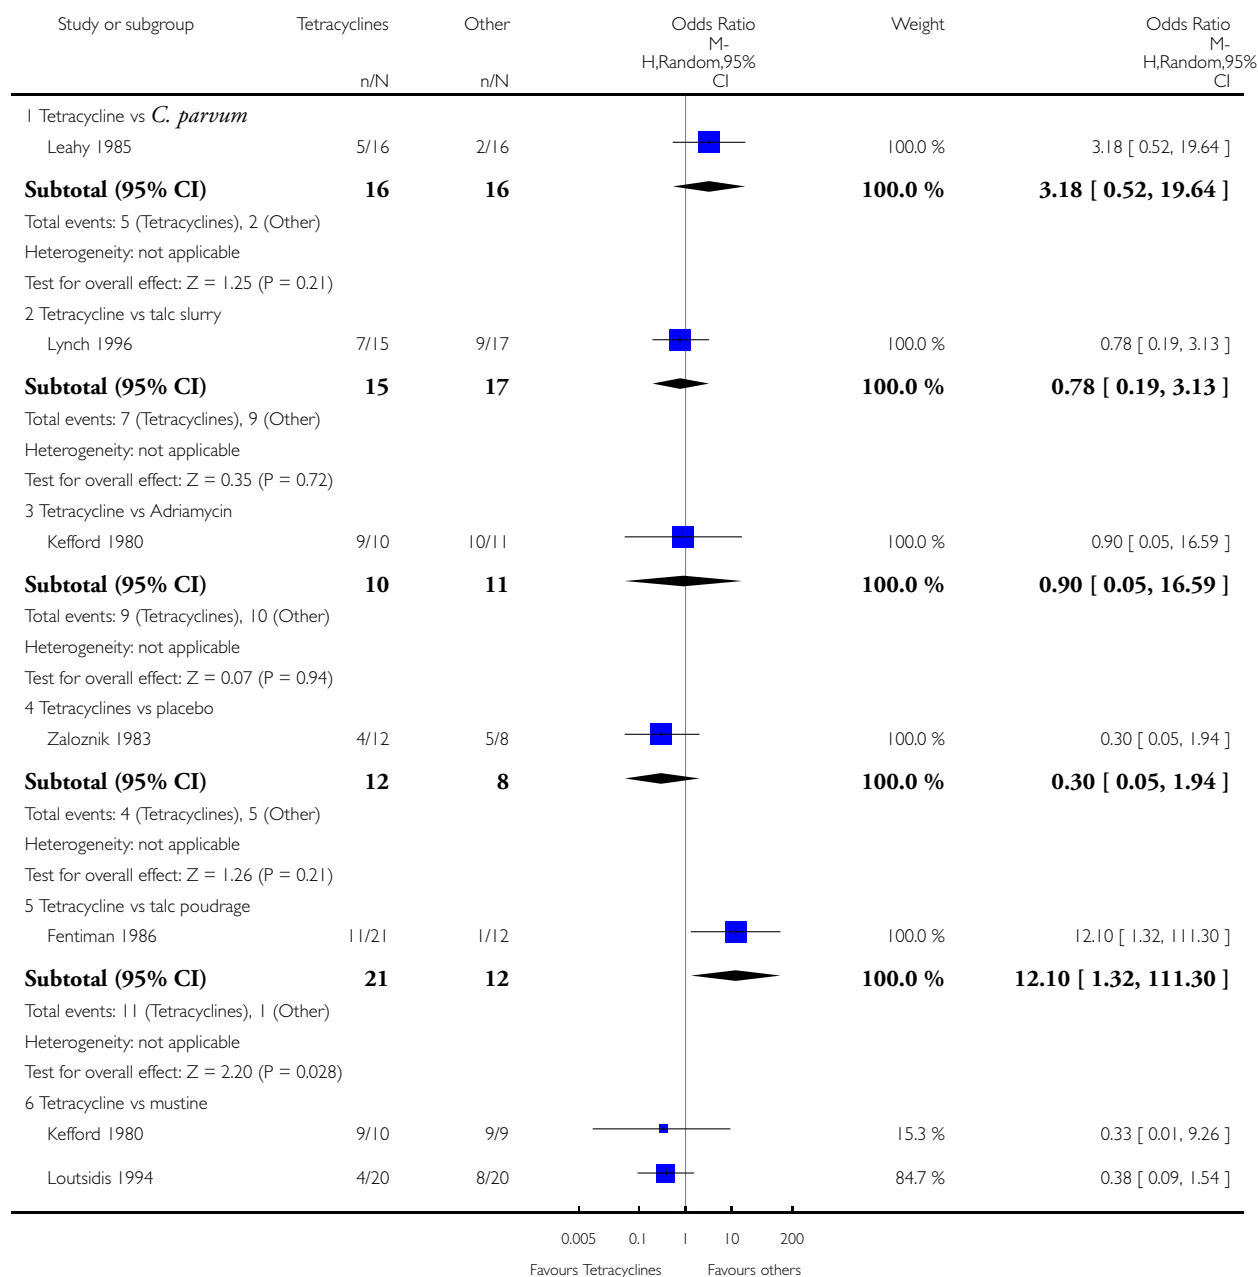 Study or subgroup Tetracyclines Other Odds Ratio Weight Odds Ratio
M- M-
H,Random,95% H,Random,95%
n/N n/N CI CI
1 Tetracycline vs C. parvum
Leahy 1985 5/16 2/16 100.0 % 3.18 [ 0.52, 19.64 ]
Subtotal (95% CI) 16 16 100.0 % 3.18 [ 0.52, 19.64 ]
Total events: 5 (Tetracyclines), 2 (Other)
Heterogeneity: not applicable
Test for overall effect: Z = 1.25 (P = 0.21)
2 Tetracycline vs talc slurry
Lynch 1996 7/15 9/17 100.0 % 0.78 [ 0.19, 3.13 ]
Subtotal (95% CI) 15 17 100.0 % 0.78 [ 0.19, 3.13 ]
Total events: 7 (Tetracyclines), 9 (Other)
Heterogeneity: not applicable
Test for overall effect: Z = 0.35 (P = 0.72)
3 Tetracycline vs Adriamycin
Kefford 1980 9/10 10/11 100.0 % 0.90 [ 0.05, 16.59 ]
Subtotal (95% CI) 10 11 100.0 % 0.90 [ 0.05, 16.59 ]
Total events: 9 (Tetracyclines), 10 (Other)
Heterogeneity: not applicable
Test for overall effect: Z = 0.07 (P = 0.94)
4 Tetracyclines vs placebo
Zaloznik 1983 4/12 5/8 100.0 % 0.30 [ 0.05, 1.94 ]
Subtotal (95% CI) 12 8 100.0 % 0.30 [ 0.05, 1.94 ]
Total events: 4 (Tetracyclines), 5 (Other)
Heterogeneity: not applicable
Test for overall effect: Z = 1.26 (P = 0.21)
5 Tetracycline vs talc poudrage
Fentiman 1986 11/21 1/12 100.0 % 12.10 [ 1.32, 111.30 ]
Subtotal (95% CI) 21 12 100.0 % 12.10 [ 1.32, 111.30 ]
Total events: 11 (Tetracyclines), 1 (Other)
Heterogeneity: not applicable
Test for overall effect: Z = 2.20 (P = 0.028)
6 Tetracycline vs mustine
Kefford 1980 9/10 9/9 15.3 % 0.33 [ 0.01, 9.26 ]
Loutsidis 1994 4/20 8/20 84.7 % 0.38 [ 0.09, 1.54 ]
0.005 0.1 1 10 200
Favours Tetracyclines Favours others